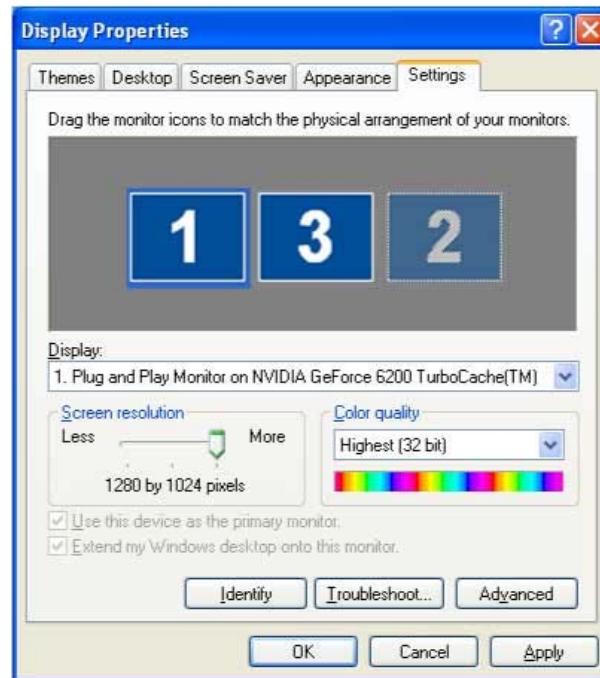 Display Properties
Themes Desktop Screen Saver Appearance Settings
Drag the monitor icons to match the physical arrangement of your monitors.
1 3 2
Display:
1. Plug and Play Monitor on NVIDIA GeForce 6200 TurboCache(TM)
Screen resolution
Less More
1280 by 1024 pixels
Color quality
Highest (32 bit)
Use this device as the primary monitor.
Extend my Windows desktop onto this monitor.
Identify Troubleshoot... Advanced
OK Cancel Apply